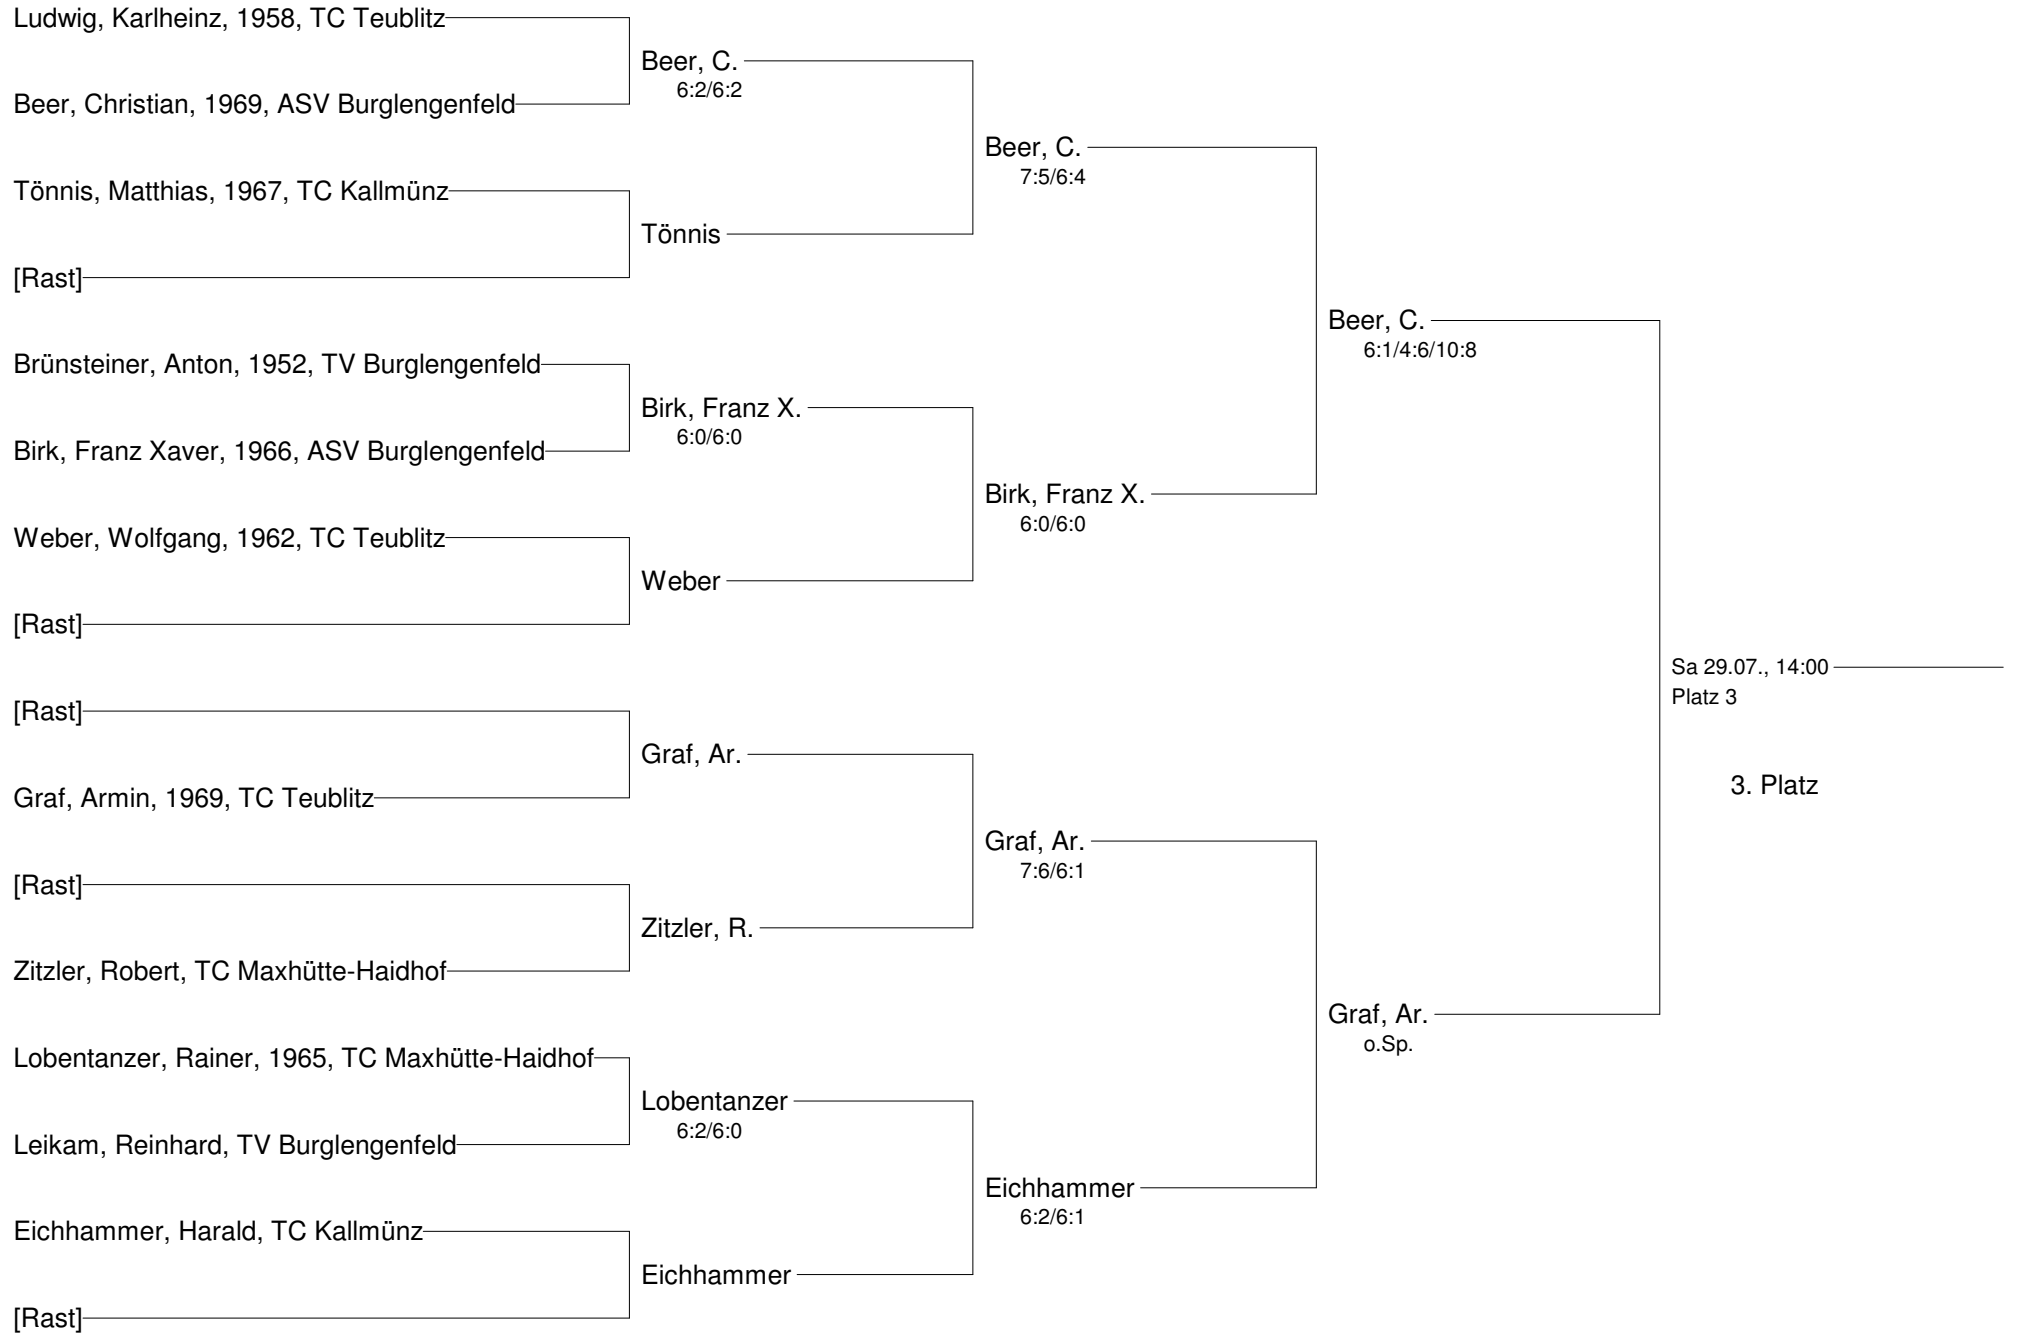 Ludwig, Karlheinz, 1958, TC Teublitz
Beer, C.
6:2/6:2
Beer, Christian, 1969, ASV Burglengenfeld
Beer, C.
7:5/6:4
Tönnis, Matthias, 1967, TC Kallmünz
Tönnis
[Rast]
Beer, C.
6:1/4:6/10:8
Brünsteiner, Anton, 1952, TV Burglengenfeld
Birk, Franz X.
6:0/6:0
Birk, Franz Xaver, 1966, ASV Burglengenfeld
Birk, Franz X.
6:0/6:0
Weber, Wolfgang, 1962, TC Teublitz
Weber
[Rast]
Sa 29.07., 14:00
Platz 3
[Rast]
Graf, Ar.
3. Platz
Graf, Armin, 1969, TC Teublitz
Graf, Ar.
7:6/6:1
[Rast]
Zitzler, R.
Zitzler, Robert, TC Maxhütte-Haidhof
Graf, Ar.
o.Sp.
Lobentanzer, Rainer, 1965, TC Maxhütte-Haidhof
Lobentanzer
6:2/6:0
Leikam, Reinhard, TV Burglengenfeld
Eichhammer
6:2/6:1
Eichhammer, Harald, TC Kallmünz
Eichhammer
[Rast]